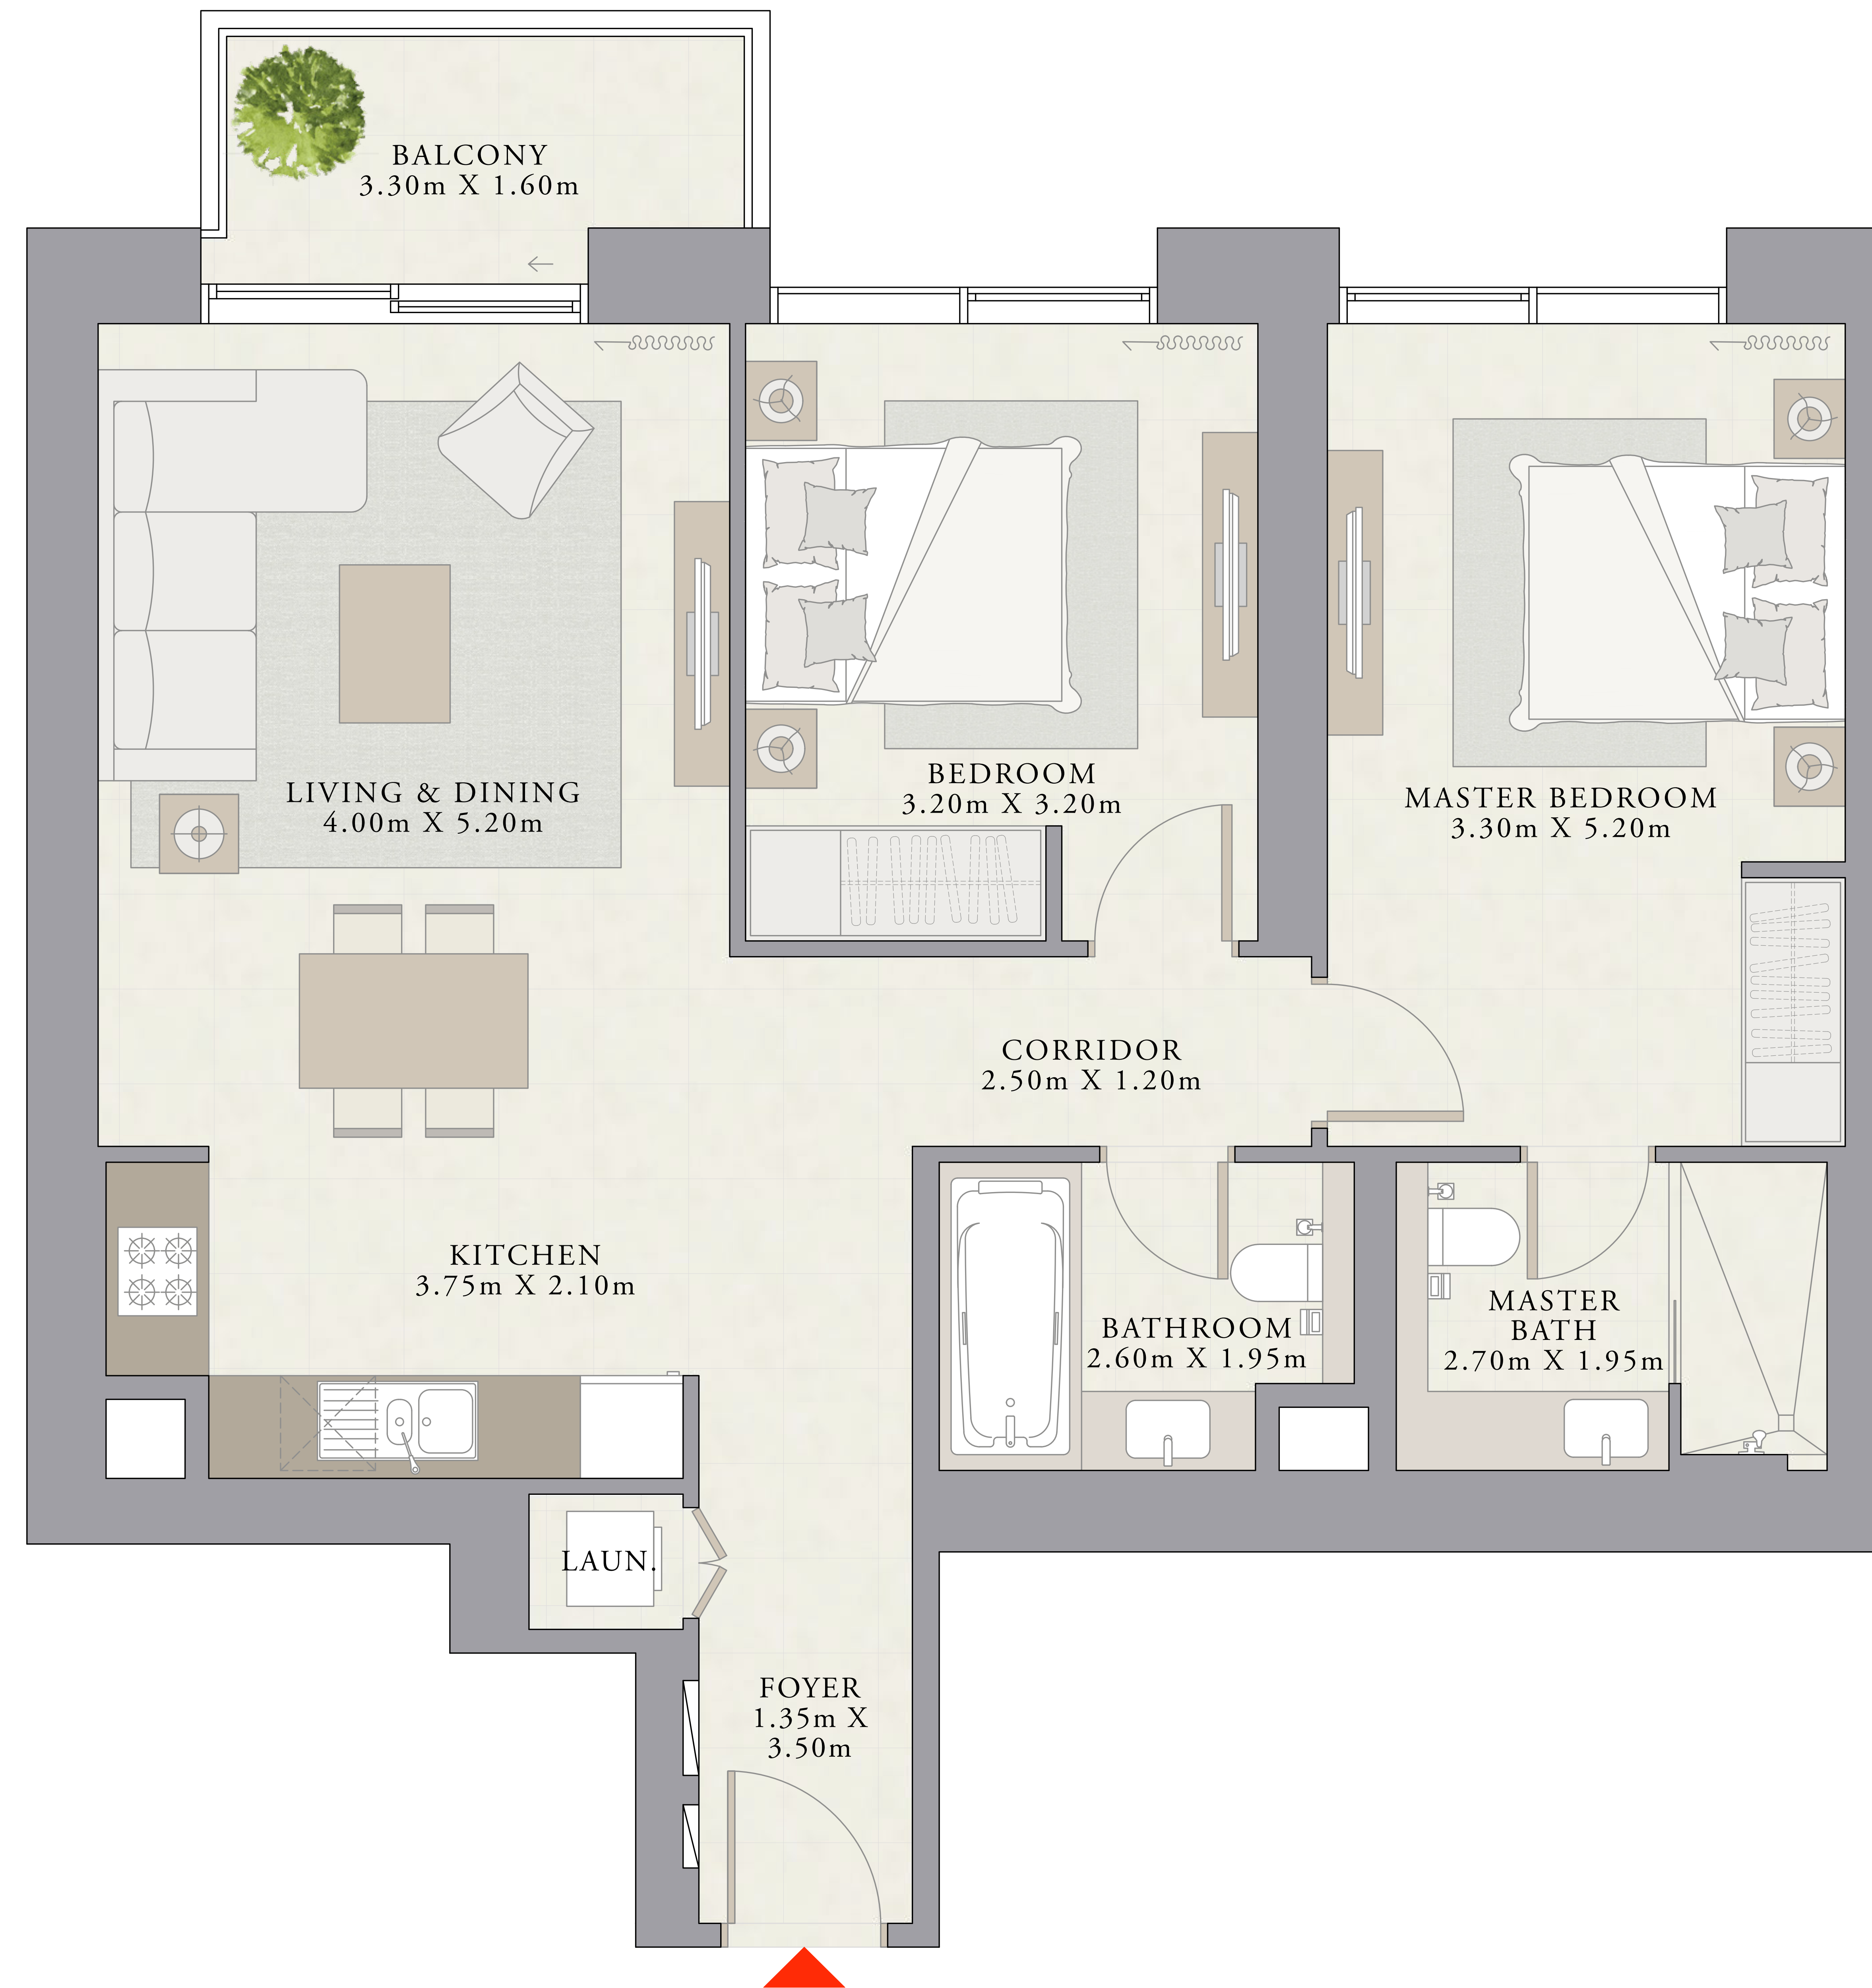 BALCONY
3.30m X 1.60m
LIVING & DINING
4.00m X 5.20m
BEDROOM
3.20m X 3.20m
MASTER BEDROOM
3.30m X 5.20m
CORRIDOR
2.50m X 1.20m
KITCHEN
3.75m X 2.10m
BATHROOM
2.60m X 1.95m
MASTER
BATH
2.70m X 1.95m
LAUN.
FOYER
1.35m X
3.50m